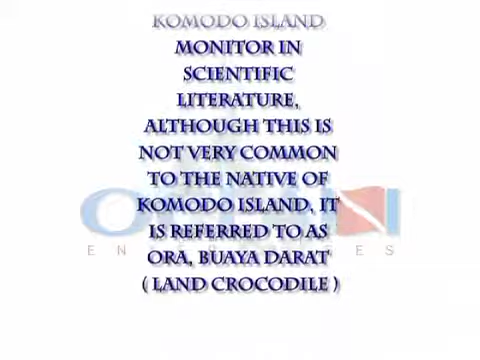 KOMODO ISLAND
MONITOR IN
SCIENTIFIC
LITERATURE,
ALTHOUGH THIS IS
NOT VERY COMMON
TO THE NATIVE OF
KOMODO ISLAND, IT
IS REFERRED TO AS
ORA, BUAYA DARAT
( LAND CROCODILE )